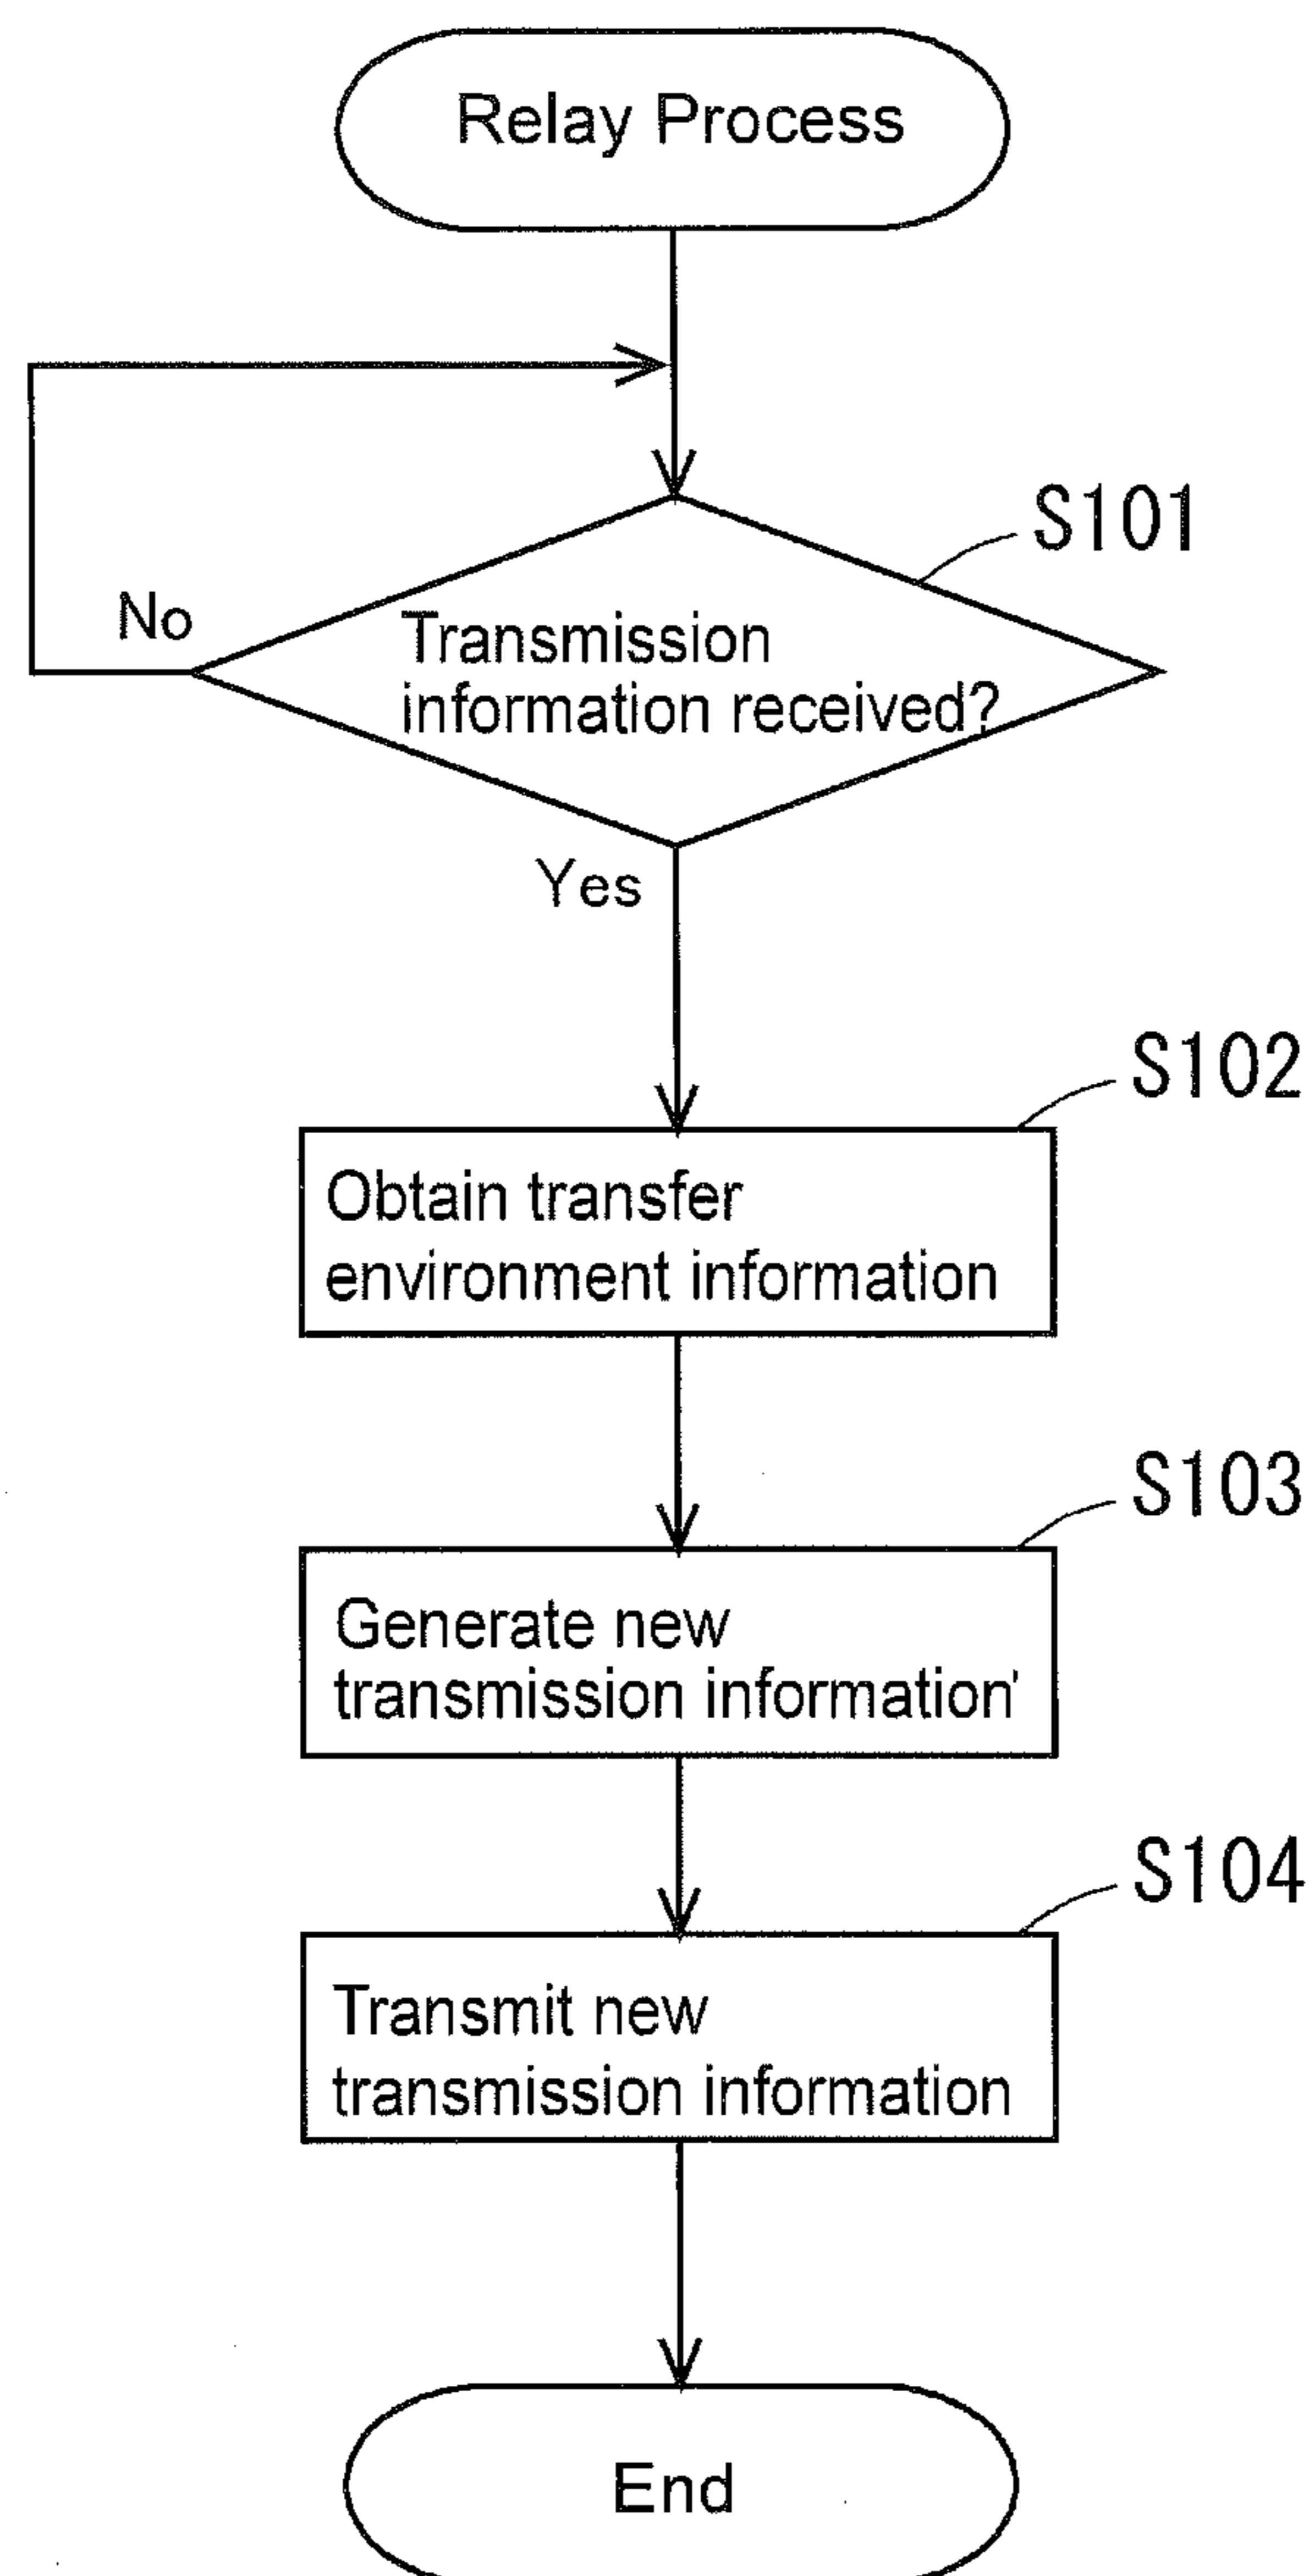 Relay Process
S101
No
Transmission
information received?
Yes
S102
Obtain transfer
environment information
S103
Generate new
transmission information'
S104
Transmit new
transmission information
End